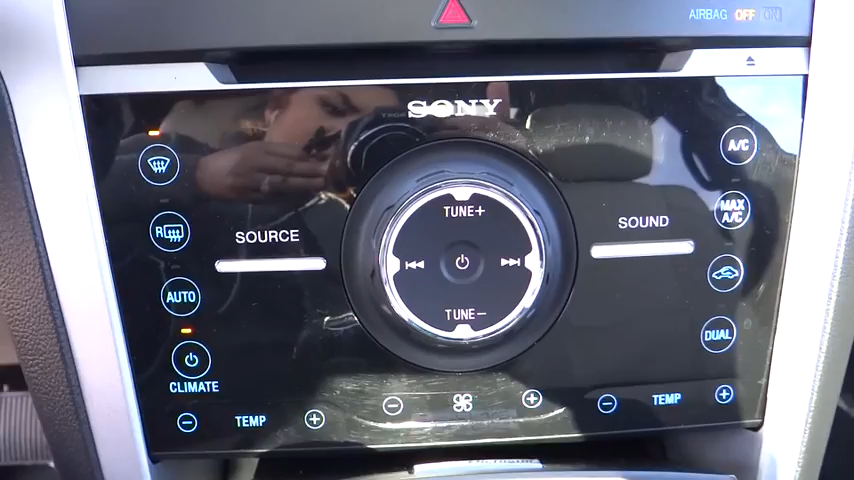 AIRBAG OFF ON
SONY
A/C
TUNE+
MAX
A/C
R
SOURCE
SOUND
AUTO
TUNE−
DUAL
CLIMATE
TEMP
TEMP